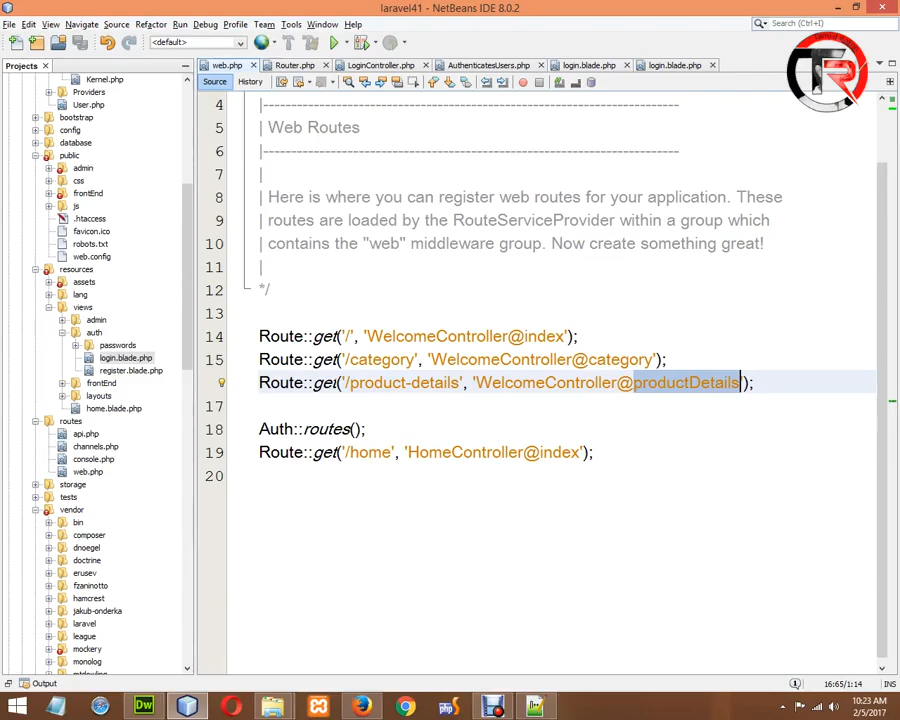 laravel41 - NetBeans IDE 8.0.2
File Edit View Navigate Source Refactor Run Debug Profile Team Tools Window Help
<default>
Search (Ctrl+I)
Projects
web.php Router.php LoginController.php AuthenticatesUsers.php login.blade.php login.blade.php
Source History
Kernel.php
Providers
User.php
bootstrap
config
database
public
admin
css
frontEnd
js
.htaccess
favicon.ico
robots.txt
web.config
resources
assets
lang
views
admin
auth
passwords
login.blade.php
register.blade.php
frontEnd
layouts
home.blade.php
routes
api.php
channels.php
console.php
web.php
storage
tests
vendor
bin
composer
dnoegel
doctrine
erusev
fzaninotto
hamcrest
jakub-onderka
laravel
league
mockery
monolog
4 |--------------------------------------------------------------------------
5 | Web Routes
6 |--------------------------------------------------------------------------
7 |
8 | Here is where you can register web routes for your application. These
9 | routes are loaded by the RouteServiceProvider within a group which
10 | contains the "web" middleware group. Now create something great!
11 |
12 */
13
14 Route::get('/', 'WelcomeController@index');
15 Route::get('/category', 'WelcomeController@category');
16 Route::get('/product-details', 'WelcomeController@productDetails');
17
18 Auth::routes();
19 Route::get('/home', 'HomeController@index');
20
Output
16:65/1:14 INS
10:23 AM
2/5/2017